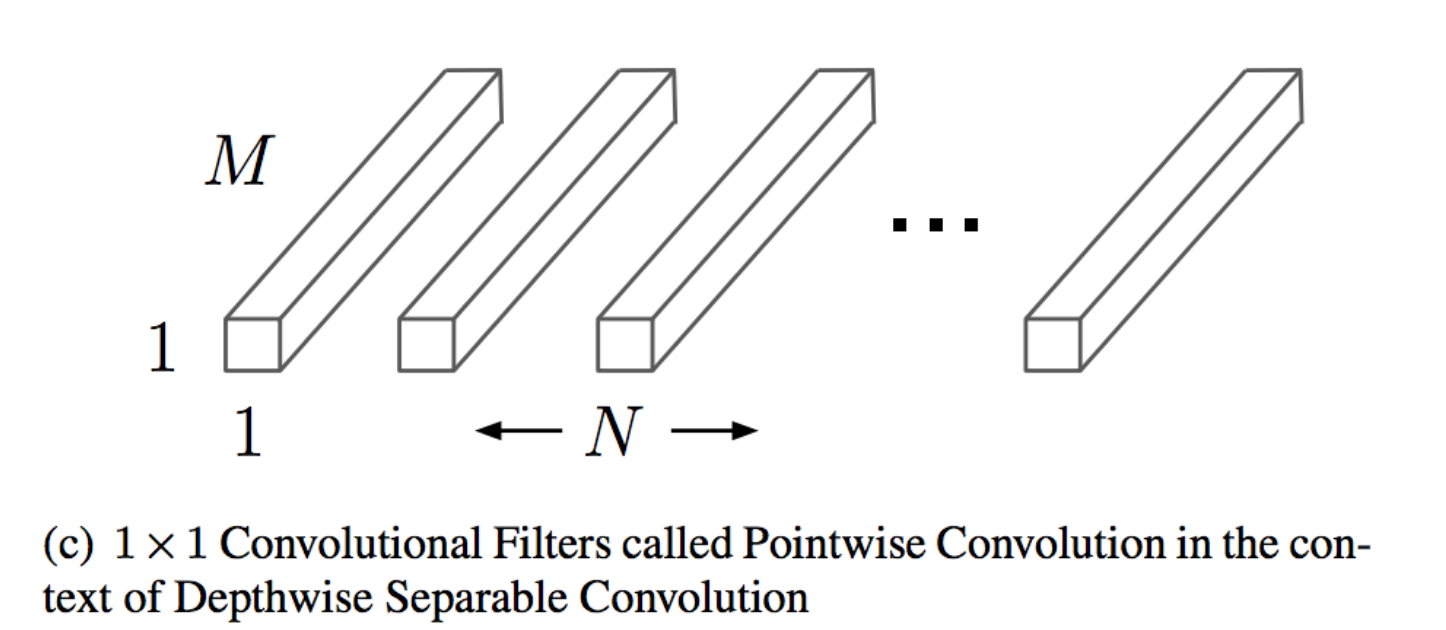 M
...
1
1
← N →
(c) 1 × 1 Convolutional Filters called Pointwise Convolution in the con-
text of Depthwise Separable Convolution